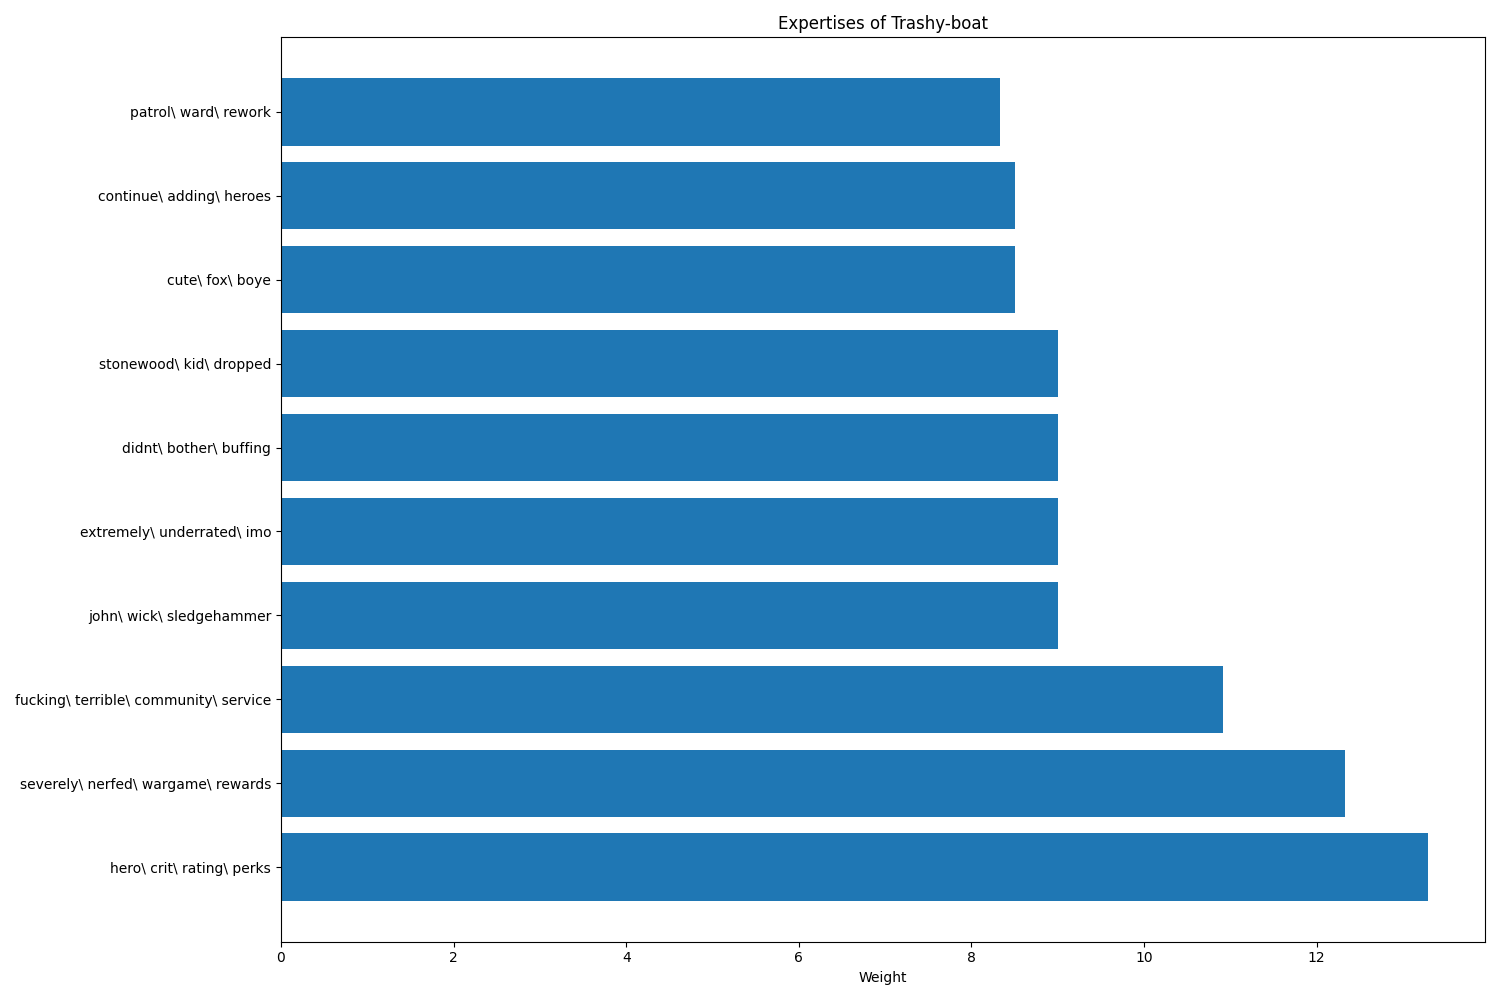 Expertises of Trashy-boat
patrol\ ward\ rework
continue\ adding\ heroes
cute\ fox\ boye
stonewood\ kid\ dropped
didnt\ bother\ buffing
extremely\ underrated\ imo
john\ wick\ sledgehammer
fucking\ terrible\ community\ service
severely\ nerfed\ wargame\ rewards
hero\ crit\ rating\ perks
0 2 4 6 8 10 12
Weight